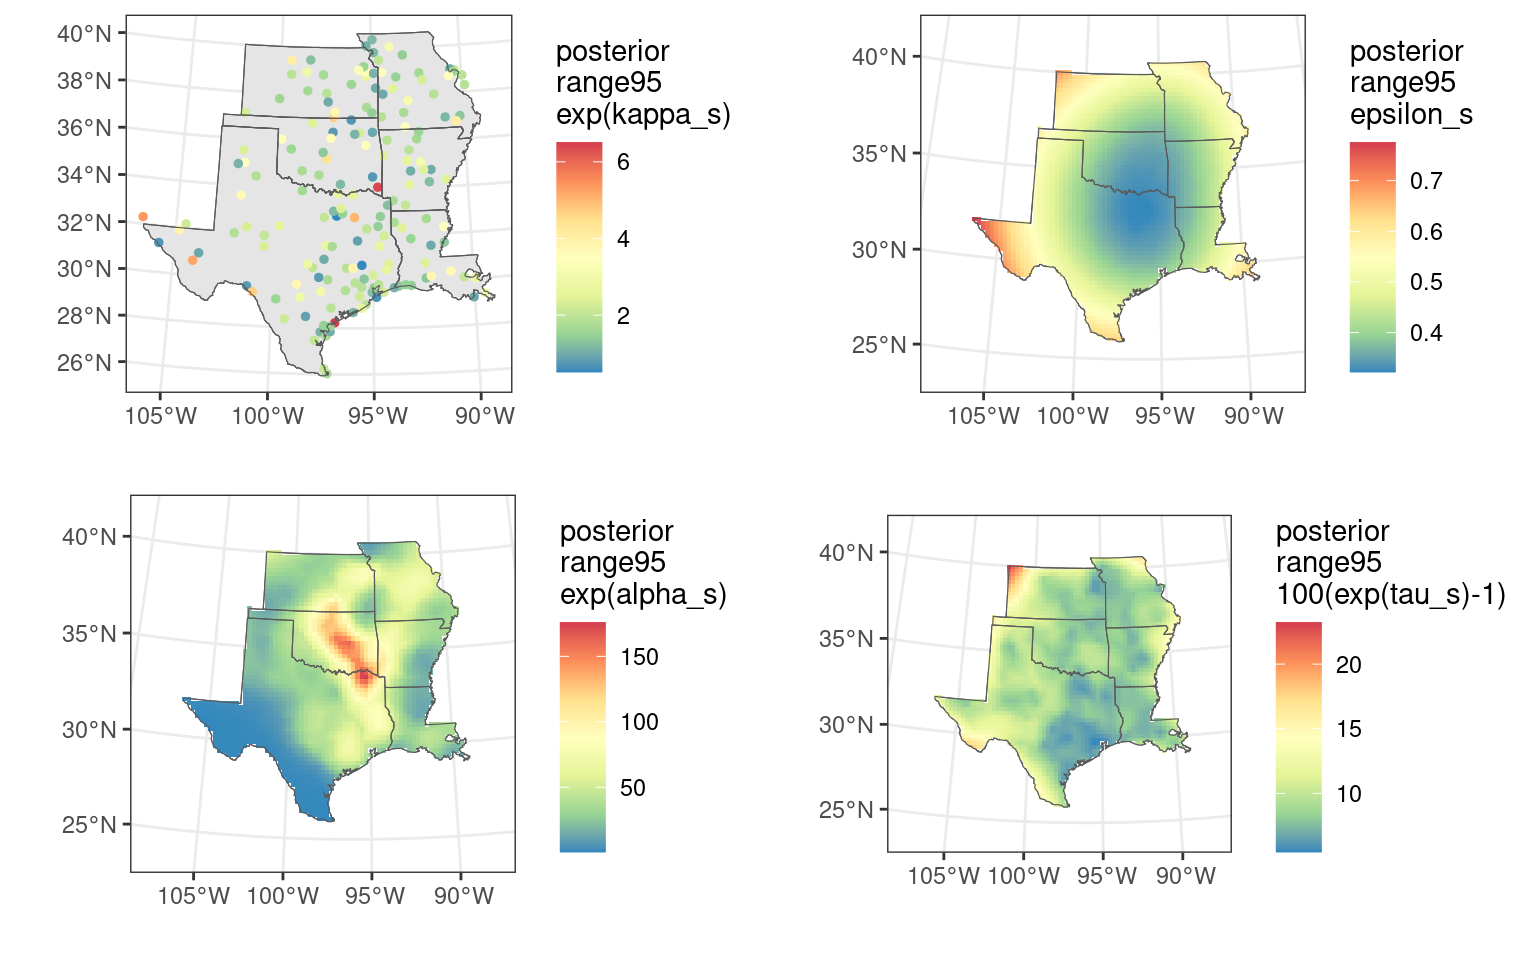 40°N
38°N
36°N
34°N
32°N
30°N
28°N
26°N
105°W 100°W 95°W 90°W
posterior
range95
exp(kappa_s)
6
4
2
40°N
35°N
30°N
25°N
105°W 100°W 95°W 90°W
posterior
range95
epsilon_s
0.7
0.6
0.5
0.4
40°N
35°N
30°N
25°N
105°W 100°W 95°W 90°W
posterior
range95
exp(alpha_s)
150
100
50
40°N
35°N
30°N
25°N
105°W 100°W 95°W 90°W
posterior
range95
100(exp(tau_s)-1)
20
15
10